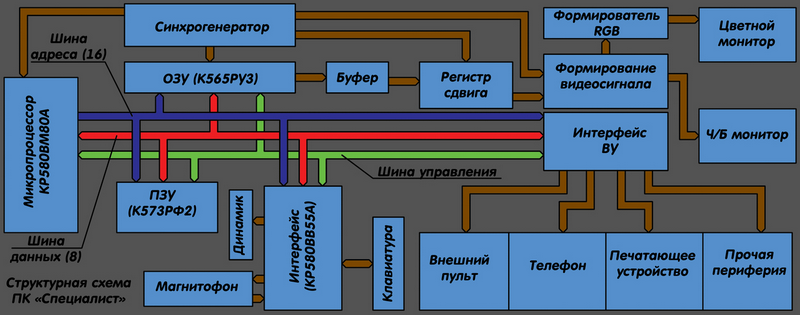 Синхрогенератор
Формирователь
RGB
Цветной
монитор
Шина
адреса (16)
ОЗУ (К565РУ3)
Буфер
Регистр
сдвига
Формирование
видеосигнала
Микропроцессор
КР580ВМ80А
Интерфейс
ВУ
Ч/Б монитор
Шина управления
ПЗУ
(К573РФ2)
Динамик
Интерфейс
(КР580ВВ55А)
Клавиатура
Шина
данных (8)
Внешний
пульт
Телефон
Печатающее
устройство
Прочая
периферия
Магнитофон
Структурная схема
ПК «Специалист»